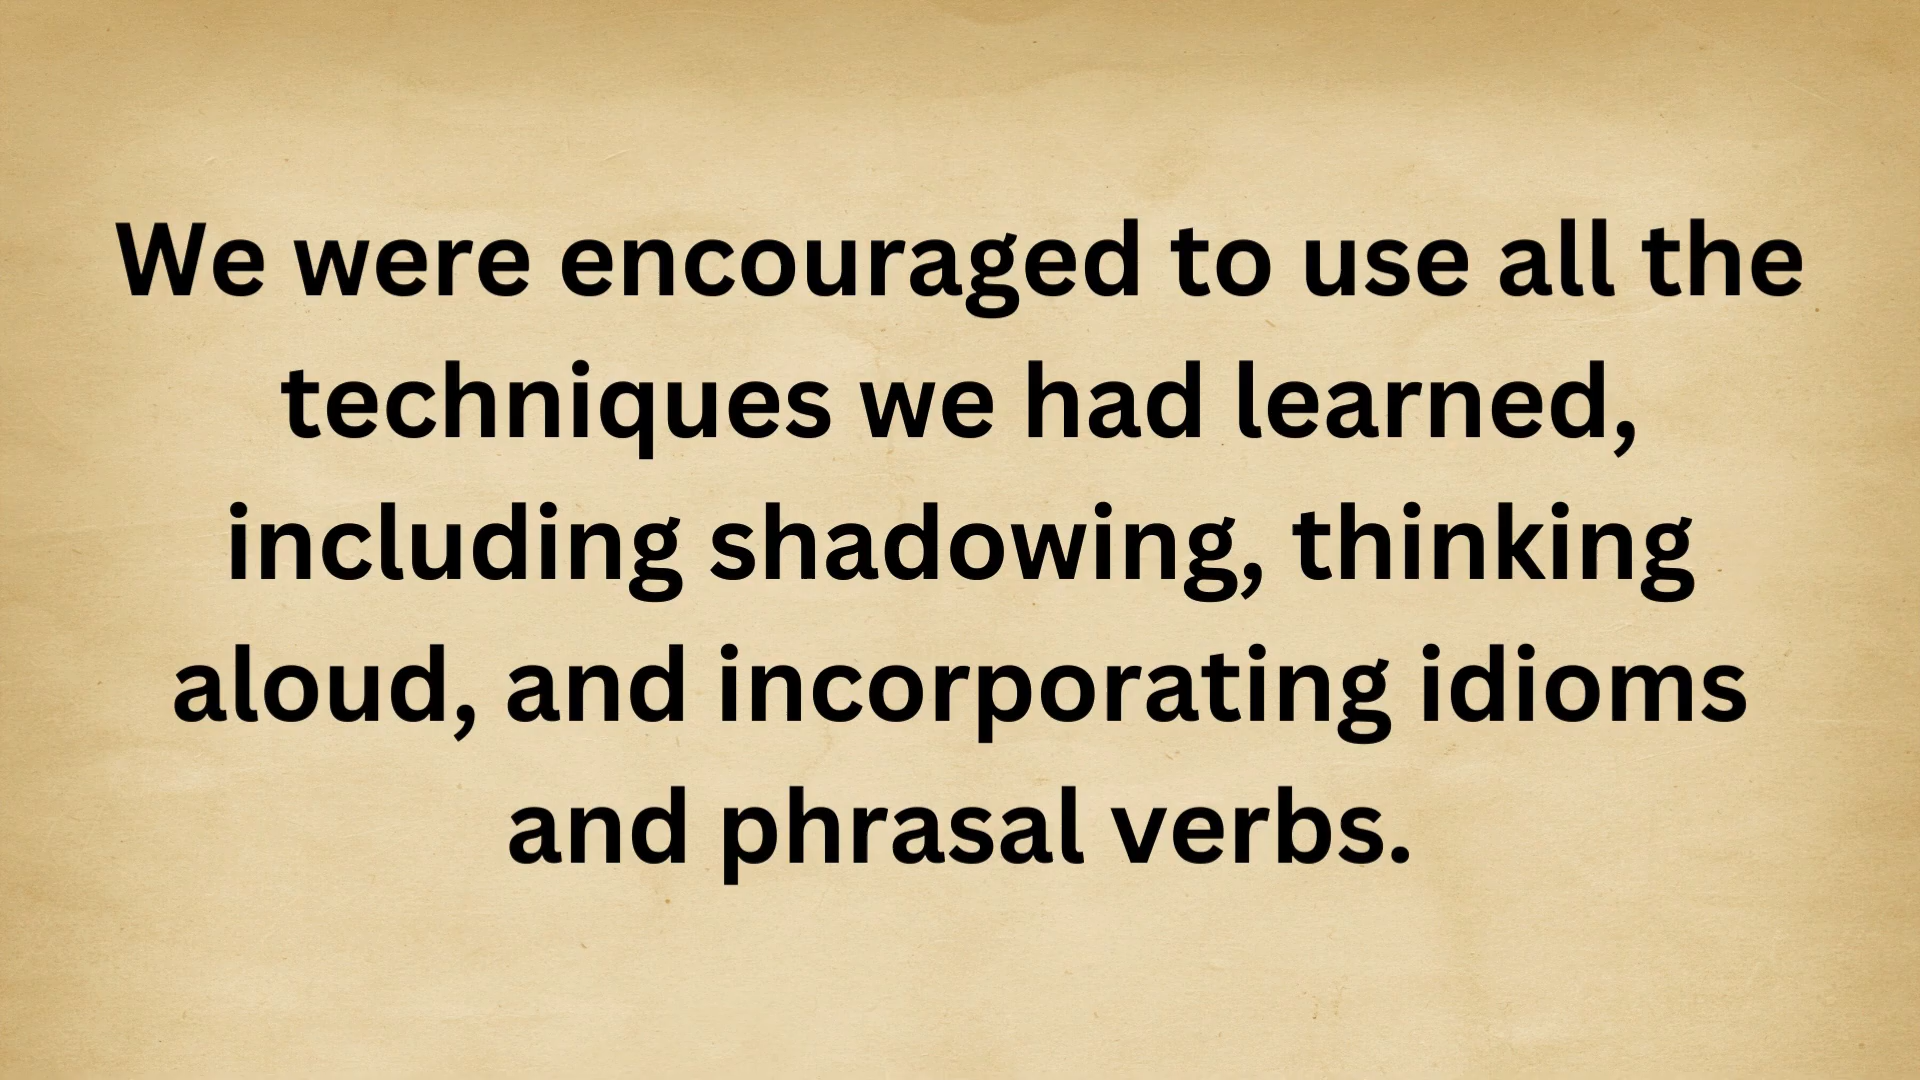 We were encouraged to use all the
techniques we had learned,
including shadowing, thinking
aloud, and incorporating idioms
and phrasal verbs.